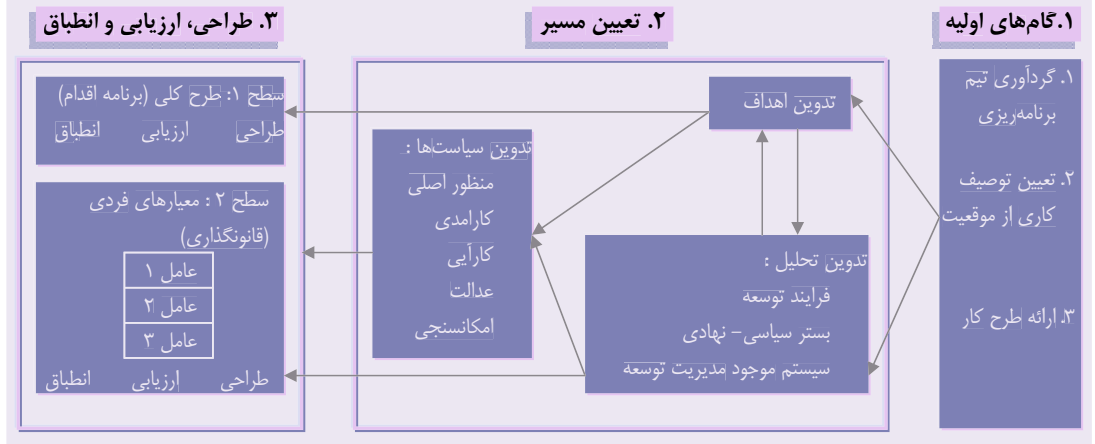 ۱.گام‌های اولیه
۱. گردآوری تیم
برنامه‌ریزی
۲. تعیین توصیف
کاری از موقعیت
۳. ارائه طرح کار
۲. تعیین مسیر
تدوین اهداف
تدوین تحلیل :
فرایند توسعه
بستر سیاسی- نهادی
سیستم موجود مدیریت توسعه
تدوین سیاست‌ها :
منظور اصلی
کارامدی
کارآیی
عدالت
امکانسنجی
۳. طراحی، ارزیابی و انطباق
سطح ۱: طرح کلی (برنامه اقدام)
طراحی ارزیابی انطباق
سطح ۲ : معیارهای فردی
(قانونگذاری)
عامل ۱
عامل ۲
عامل ۳
طراحی ارزیابی انطباق